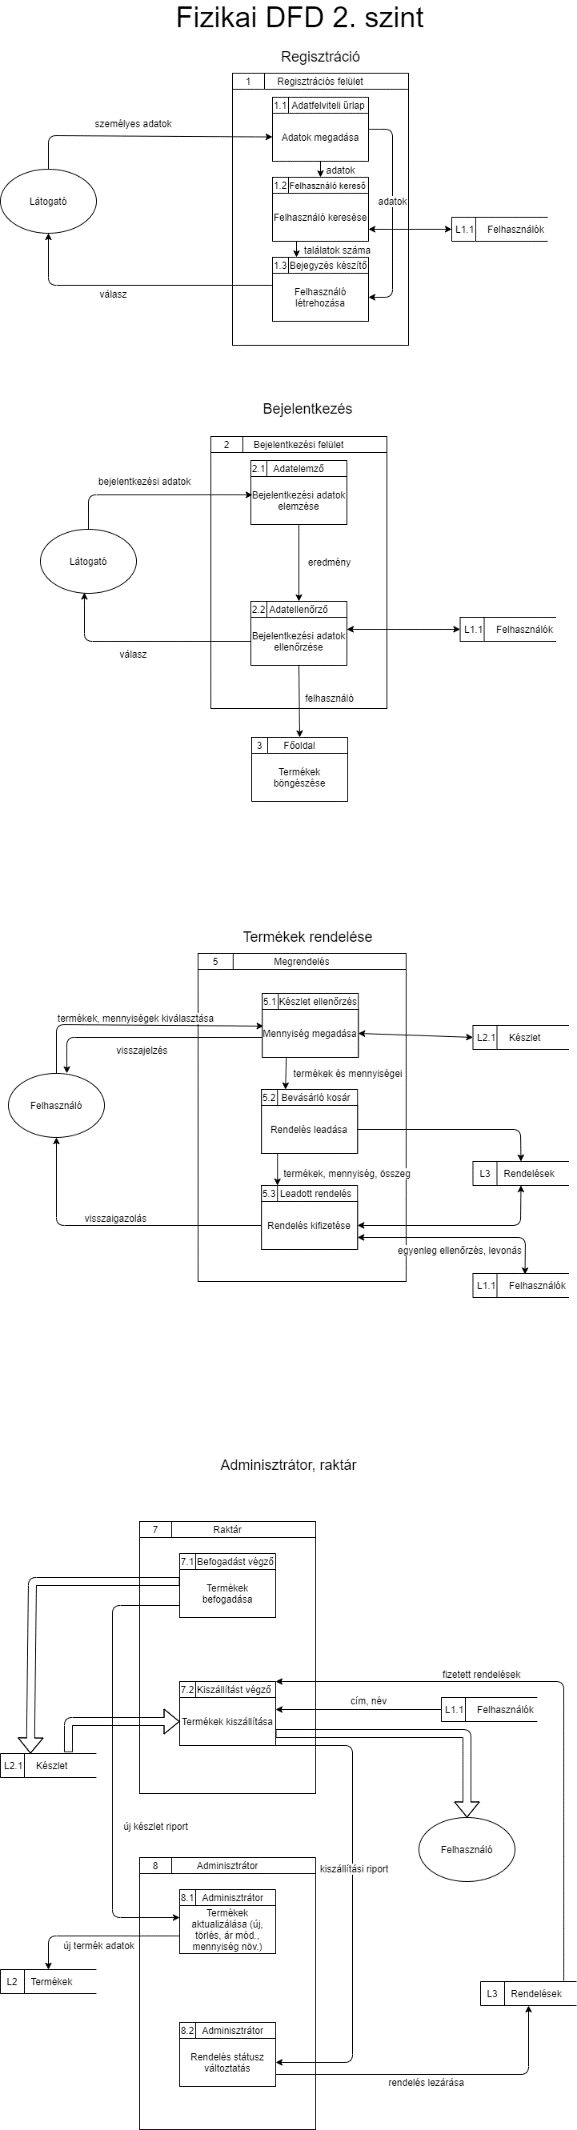 Fizikai DFD 2. szint
Regisztráció
1 Regisztrációs felület
1.1 Adatfelviteli űrlap
személyes adatok
Adatok megadása
adatok
1.2 Felhasználó kereső
Látogató
adatok
Felhasználó keresése
L1.1 Felhasználók
találatok száma
1.3 Bejegyzés készítő
válasz
Felhasználó
létrehozása
Bejelentkezés
2 Bejelentkezési felület
2.1 Adatelemző
bejelentkezési adatok
Bejelentkezési adatok
elemzése
Látogató
eredmény
2.2 Adatellenőrző
L1.1 Felhasználók
Bejelentkezési adatok
ellenőrzése
válasz
felhasználó
3 Főoldal
Termékek
böngészése
Termékek rendelése
5 Megrendelés
5.1 Készlet ellenőrzés
termékek, mennyiségek kiválasztása
Mennyiség megadása
L2.1 Készlet
visszajelzés
termékek és mennyiségei
5.2 Bevásárló kosár
Felhasználó
Rendelés leadása
termékek, mennyiség, összeg
L3 Rendelések
5.3 Leadott rendelés
visszaigazolás
Rendelés kifizetése
egyenleg ellenőrzés, levonás
L1.1 Felhasználók
Adminisztrátor, raktár
7 Raktár
7.1 Befogadást végző
Termékek
befogadása
fizetett rendelések
7.2 Kiszállítást végző
cím, név
L1.1 Felhasználók
Termékek kiszállítása
L2.1 Készlet
új készlet riport
Felhasználó
8 Adminisztrátor
kiszállítási riport
8.1 Adminisztrátor
Termékek
aktualizálása (új,
törlés, ár mód.,
mennyiség növ.)
új termék adatok
L2 Termékek
L3 Rendelések
8.2 Adminisztrátor
Rendelés státusz
változtatás
rendelés lezárása